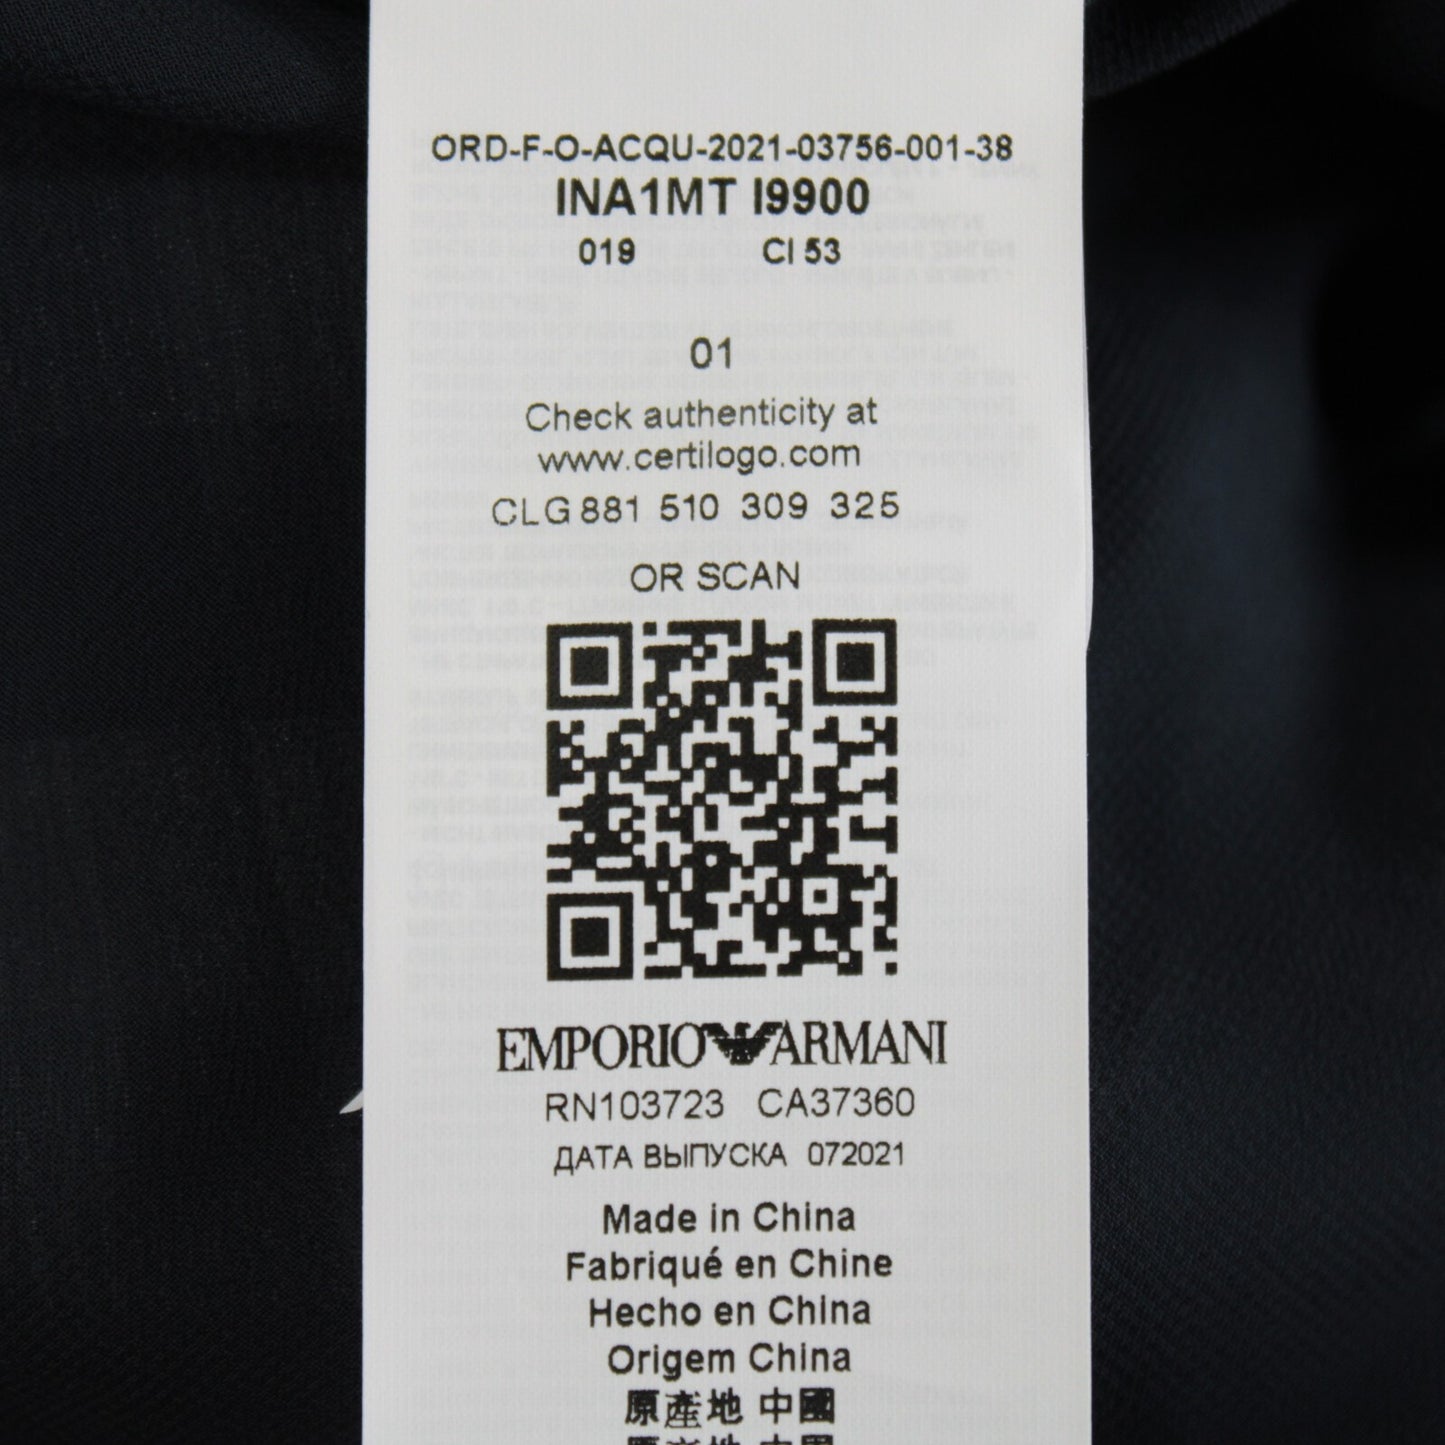 ORD-F-O-ACQU-2021-03756-001-38
INA1MT I9900
019 CI 53
01
Check authenticity at
www.certilogo.com
CLG 881 510 309 325
OR SCAN
EMPORIO ARMANI
RN103723 CA37360
ДАТА ВЫПУСКА 072021
Made in China
Fabriqué en Chine
Hecho en China
Origem China
原產地 中國